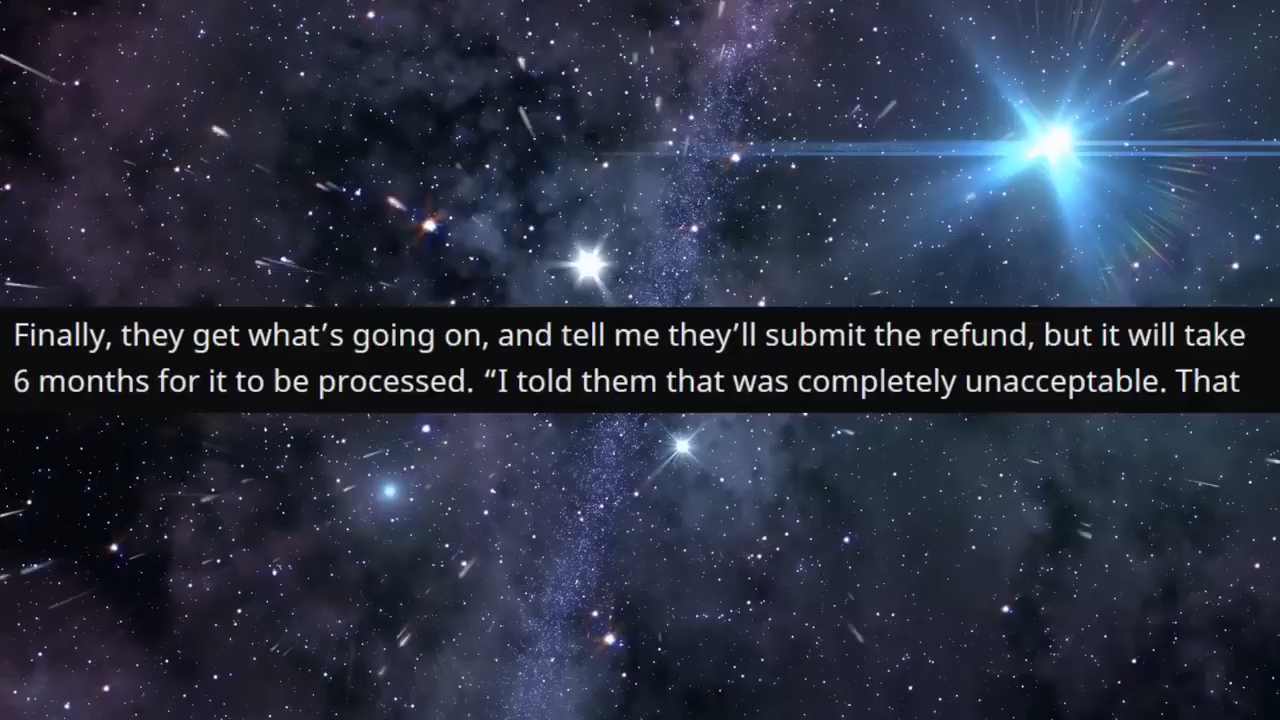 Finally, they get what’s going on, and tell me they’ll submit the refund, but it will take
6 months for it to be processed. “I told them that was completely unacceptable. That